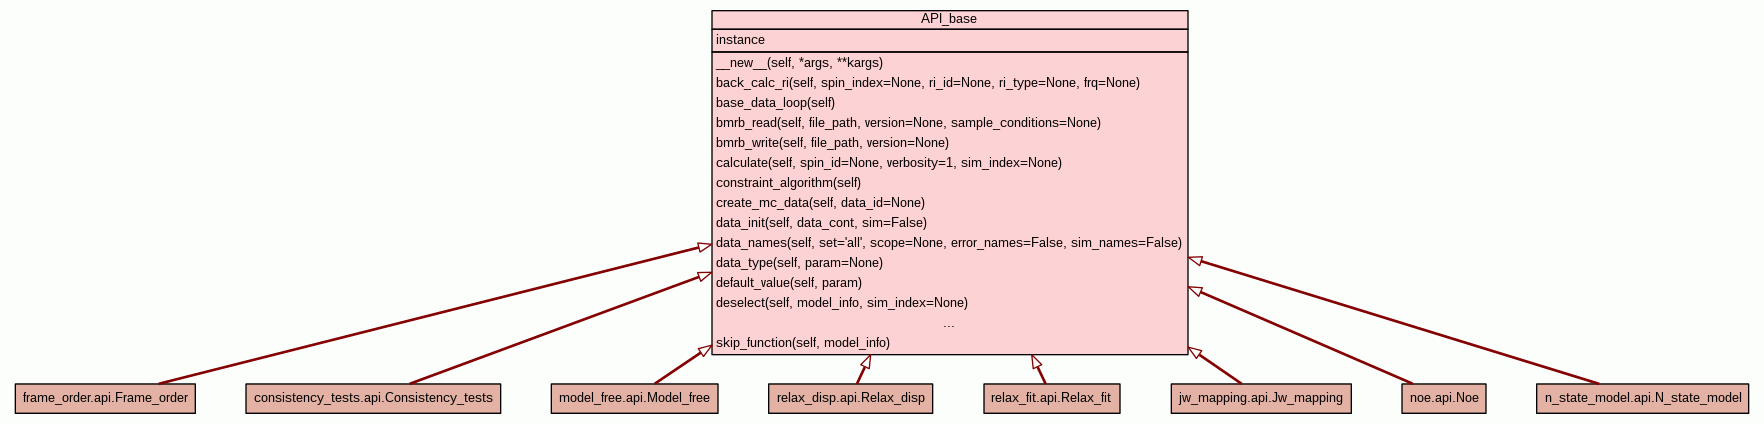 API_base
instance
__new__(self, *args, **kargs)
back_calc_ri(self, spin_index=None, ri_id=None, ri_type=None, frq=None)
base_data_loop(self)
bmrb_read(self, file_path, version=None, sample_conditions=None)
bmrb_write(self, file_path, version=None)
calculate(self, spin_id=None, verbosity=1, sim_index=None)
constraint_algorithm(self)
create_mc_data(self, data_id=None)
data_init(self, data_cont, sim=False)
data_names(self, set='all', scope=None, error_names=False, sim_names=False)
data_type(self, param=None)
default_value(self, param)
deselect(self, model_info, sim_index=None)
...
skip_function(self, model_info)
frame_order.api.Frame_order
consistency_tests.api.Consistency_tests
model_free.api.Model_free
relax_disp.api.Relax_disp
relax_fit.api.Relax_fit
jw_mapping.api.Jw_mapping
noe.api.Noe
n_state_model.api.N_state_model